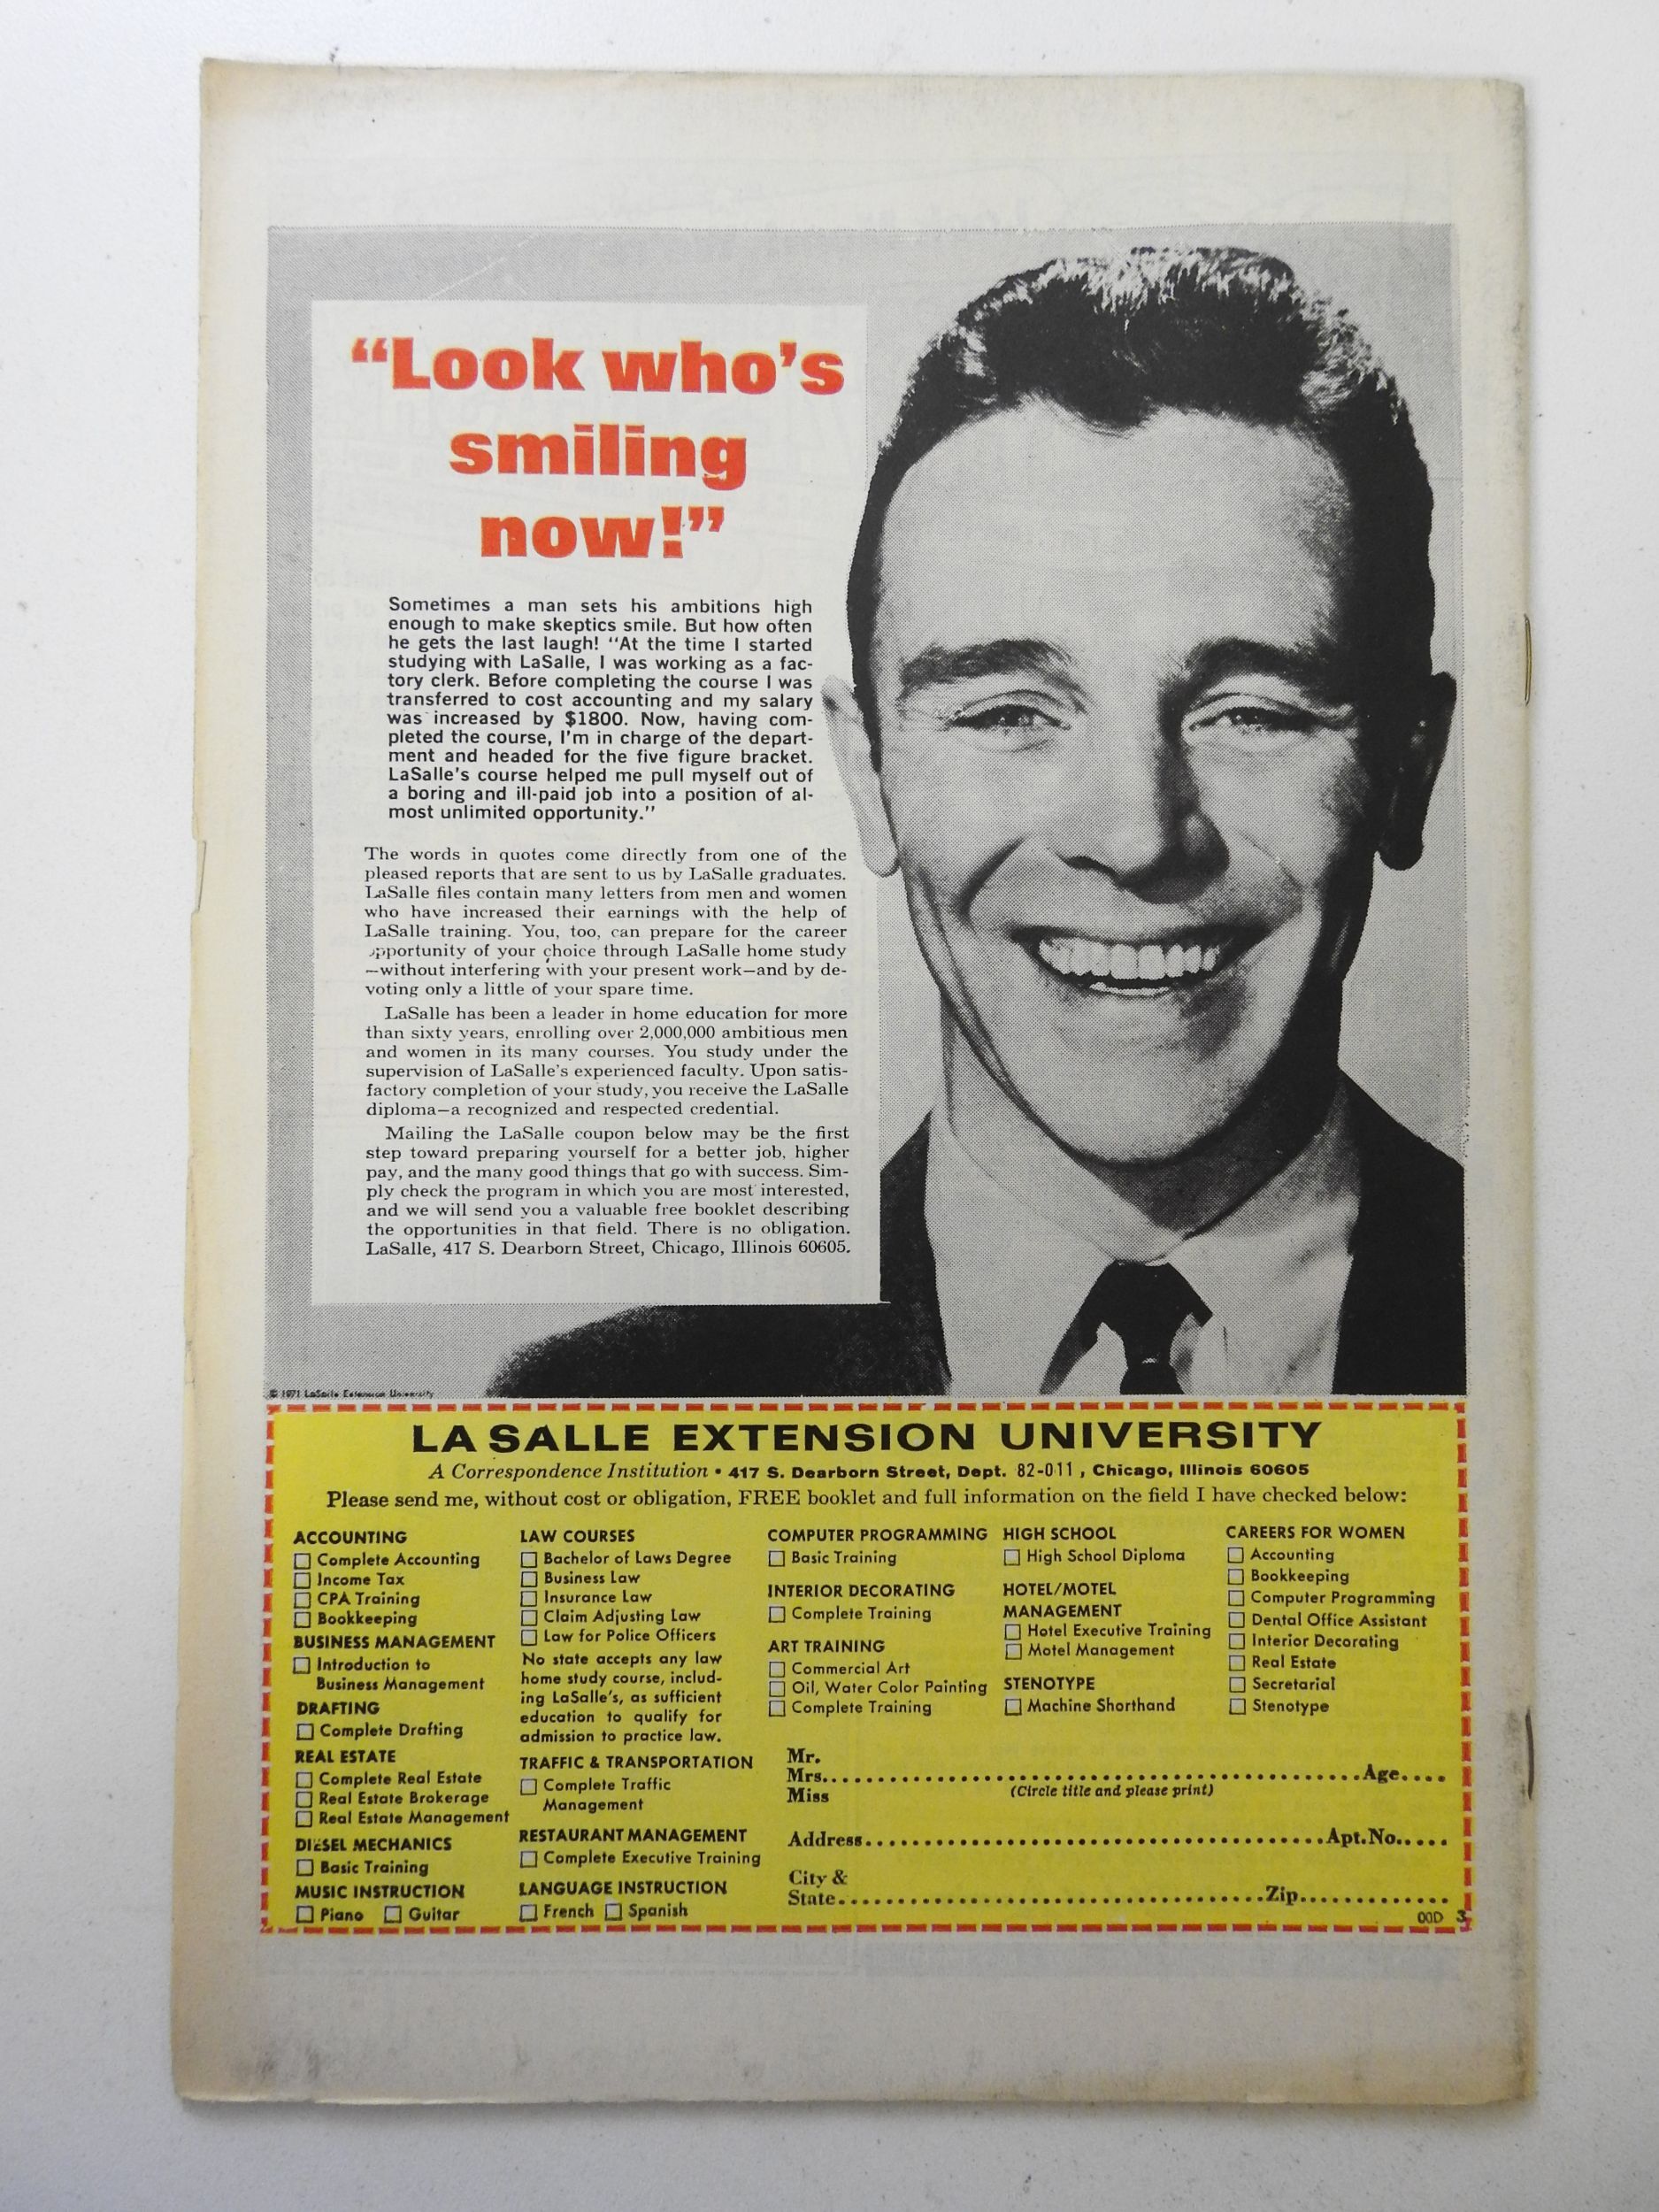 “Look who’s
smiling
now!”
Sometimes a man sets his ambitions high
enough to make skeptics smile. But how often
he gets the last laugh! “At the time I started
studying with LaSalle, I was working as a fac-
tory clerk. Before completing the course I was
transferred to cost accounting and my salary
was increased by $1800. Now, having com-
pleted the course, I’m in charge of the depart-
ment and headed for the five figure bracket.
LaSalle’s course helped me pull myself out of
a boring and ill-paid job into a position of al-
most unlimited opportunity.”
The words in quotes come directly from one of the
pleased reports that are sent to us by LaSalle graduates.
LaSalle files contain many letters from men and women
who have increased their earnings with the help of
LaSalle training. You, too, can prepare for the career
opportunity of your choice through LaSalle home study
—without interfering with your present work—and by de-
voting only a little of your spare time.
LaSalle has been a leader in home education for more
than sixty years, enrolling over 2,000,000 ambitious men
and women in its many courses. You study under the
supervision of LaSalle’s experienced faculty. Upon satis-
factory completion of your study, you receive the LaSalle
diploma—a recognized and respected credential.
Mailing the LaSalle coupon below may be the first
step toward preparing yourself for a better job, higher
pay, and the many good things that go with success. Sim-
ply check the program in which you are most interested,
and we will send you a valuable free booklet describing
the opportunities in that field. There is no obligation.
LaSalle, 417 S. Dearborn Street, Chicago, Illinois 60605.
© 1971 LaSalle Extension University
LA SALLE EXTENSION UNIVERSITY
A Correspondence Institution • 417 S. Dearborn Street, Dept. 82-011, Chicago, Illinois 60605
Please send me, without cost or obligation, FREE booklet and full information on the field I have checked below:
ACCOUNTING
Complete Accounting
Income Tax
CPA Training
Bookkeeping
BUSINESS MANAGEMENT
Introduction to
Business Management
DRAFTING
Complete Drafting
REAL ESTATE
Complete Real Estate
Real Estate Brokerage
Real Estate Management
DIESEL MECHANICS
Basic Training
MUSIC INSTRUCTION
Piano Guitar
LAW COURSES
Bachelor of Laws Degree
Business Law
Insurance Law
Claim Adjusting Law
Law for Police Officers
No state accepts any law
home study course, includ-
ing LaSalle’s, as sufficient
education to qualify for
admission to practice law.
TRAFFIC & TRANSPORTATION
Complete Traffic
Management
RESTAURANT MANAGEMENT
Complete Executive Training
LANGUAGE INSTRUCTION
French Spanish
COMPUTER PROGRAMMING
Basic Training
INTERIOR DECORATING
Complete Training
ART TRAINING
Commercial Art
Oil, Water Color Painting
Complete Training
HIGH SCHOOL
High School Diploma
HOTEL/MOTEL
MANAGEMENT
Hotel Executive Training
Motel Management
STENOTYPE
Machine Shorthand
CAREERS FOR WOMEN
Accounting
Bookkeeping
Computer Programming
Dental Office Assistant
Interior Decorating
Real Estate
Secretarial
Stenotype
Mr.
Mrs. Age
Miss
(Circle title and please print)
Address Apt.No.
City &
State Zip
00D 3